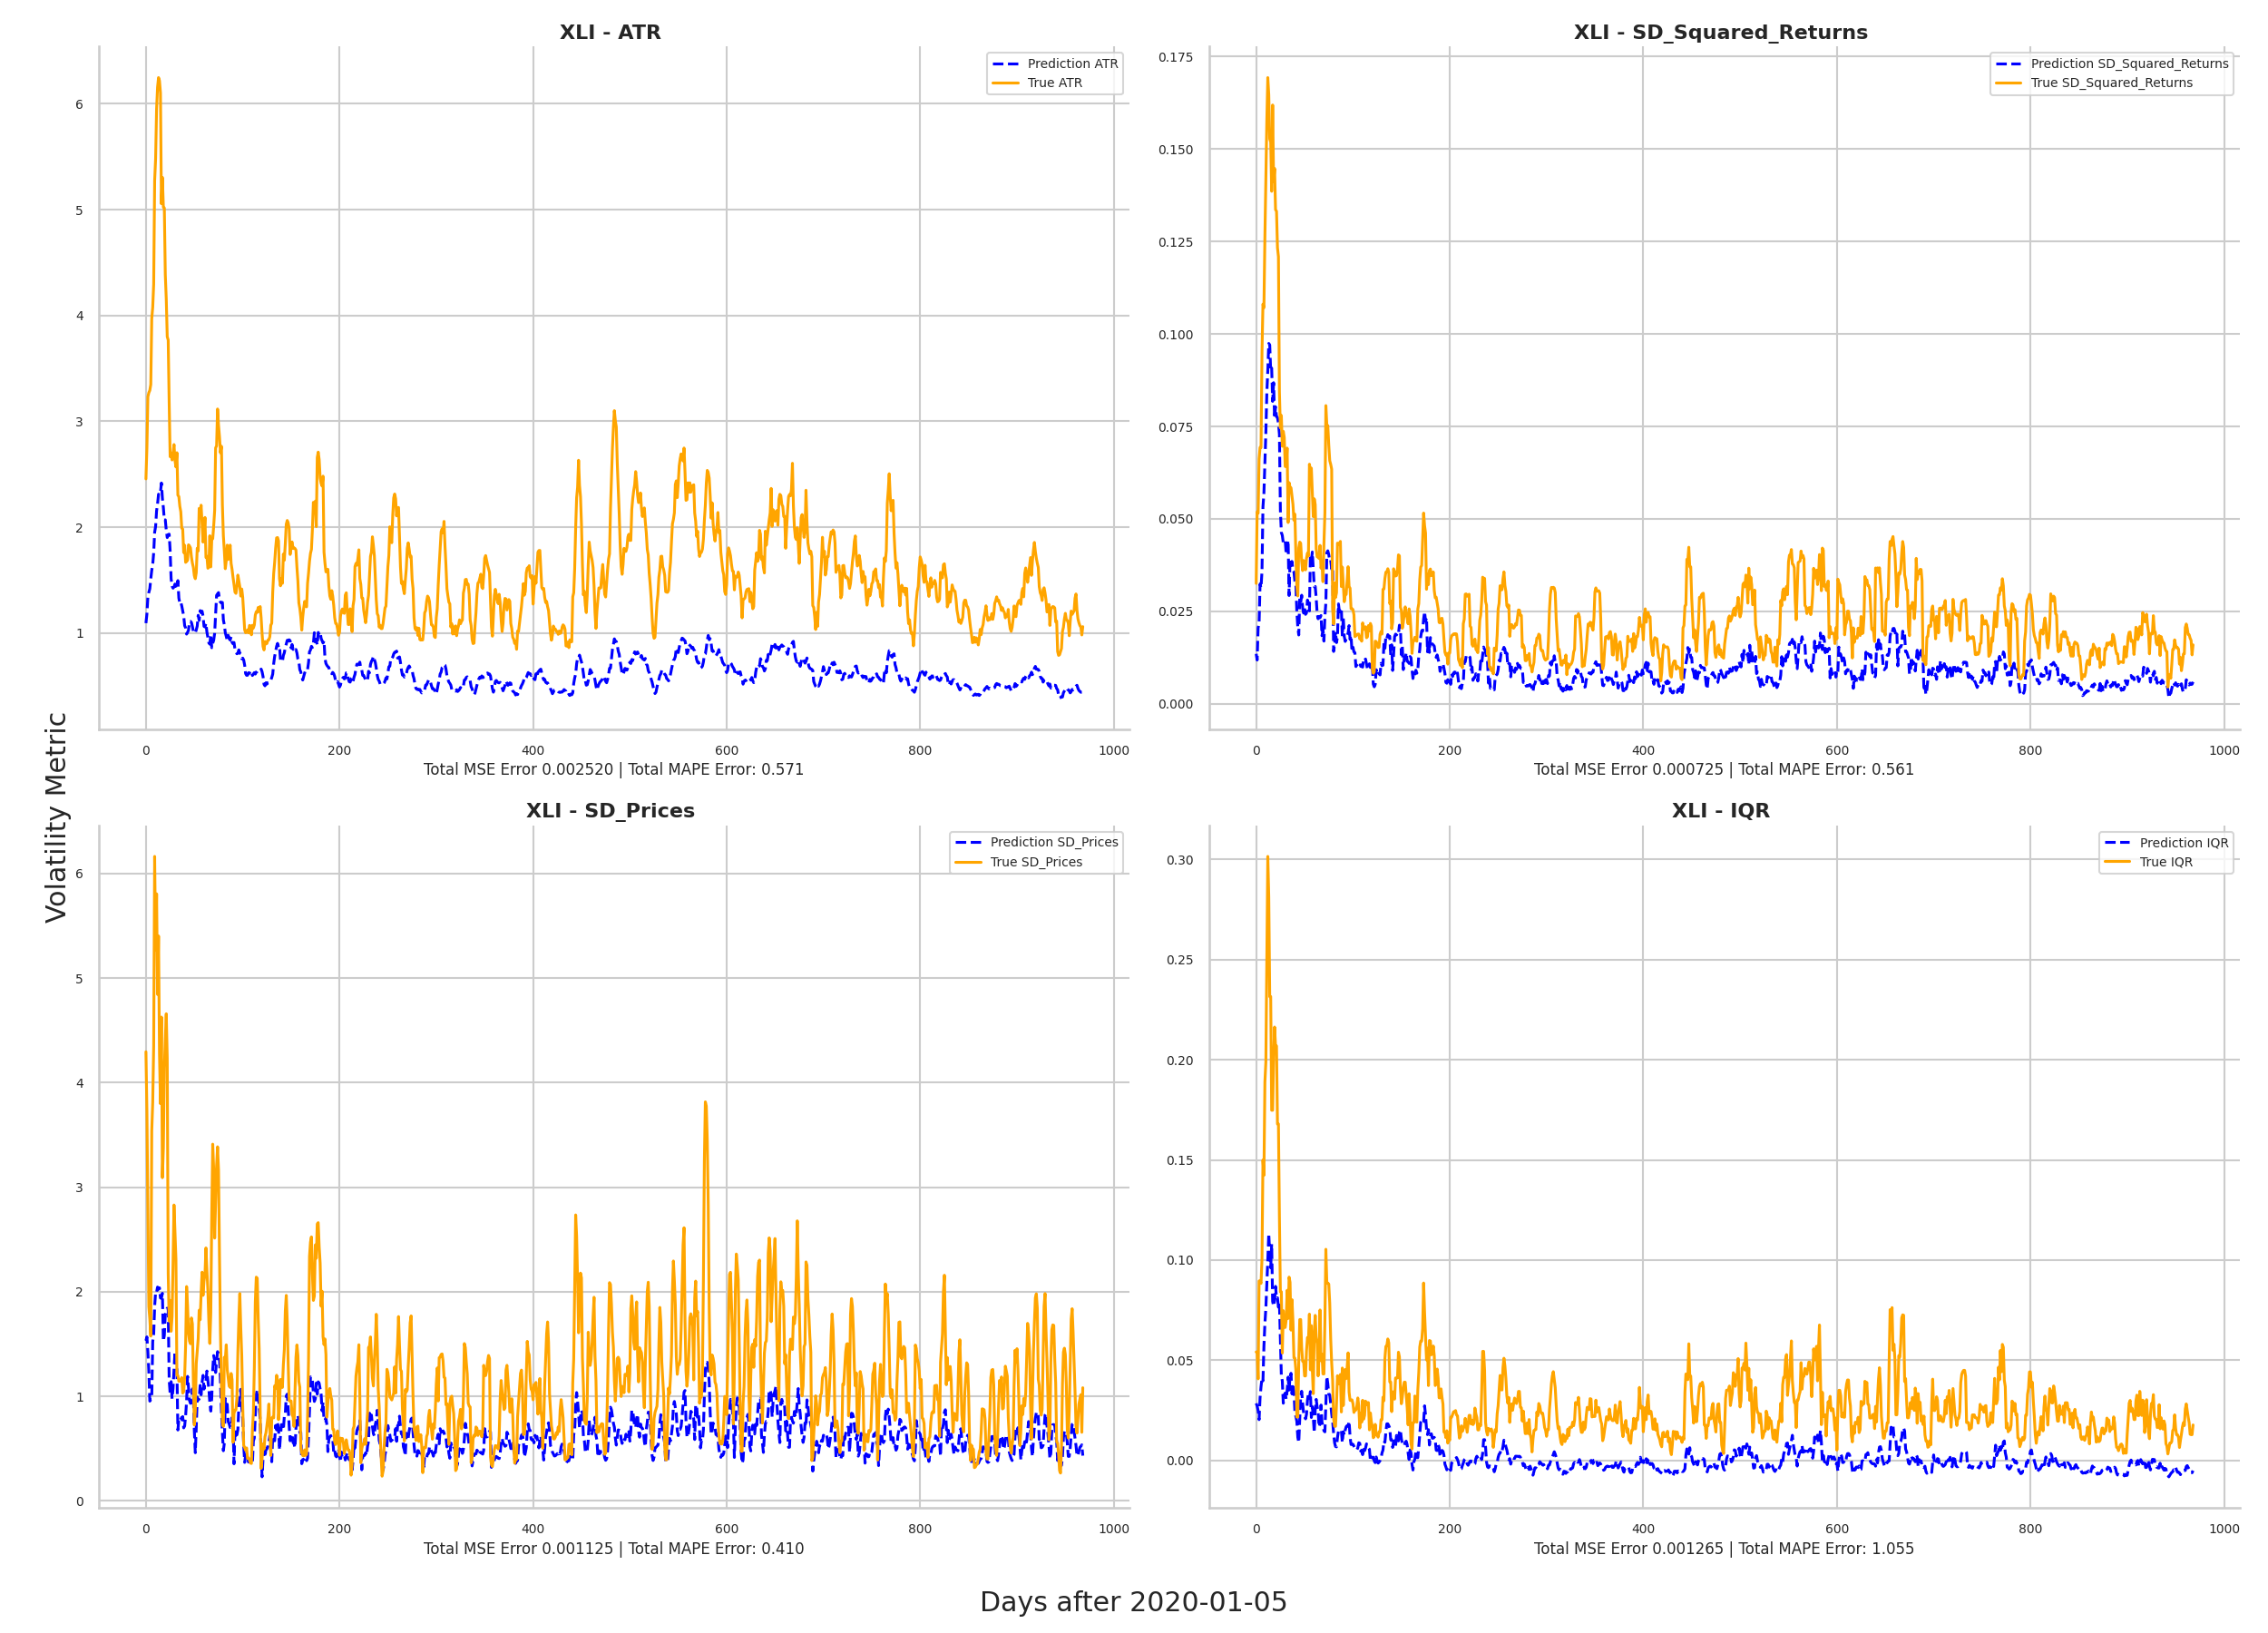 XLI - ATR
Prediction ATR
True ATR
6
5
4
3
2
1
0
200
400
600
800
1000
Total MSE Error 0.002520 | Total MAPE Error: 0.571
XLI - SD_Squared_Returns
Prediction SD_Squared_Returns
True SD_Squared_Returns
0.175
0.150
0.125
0.100
0.075
0.050
0.025
0.000
0
200
400
600
800
1000
Total MSE Error 0.000725 | Total MAPE Error: 0.561
Volatility Metric
XLI - SD_Prices
Prediction SD_Prices
True SD_Prices
6
5
4
3
2
1
0
0
200
400
600
800
1000
Total MSE Error 0.001125 | Total MAPE Error: 0.410
XLI - IQR
Prediction IQR
True IQR
0.30
0.25
0.20
0.15
0.10
0.05
0.00
0
200
400
600
800
1000
Total MSE Error 0.001265 | Total MAPE Error: 1.055
Days after 2020-01-05